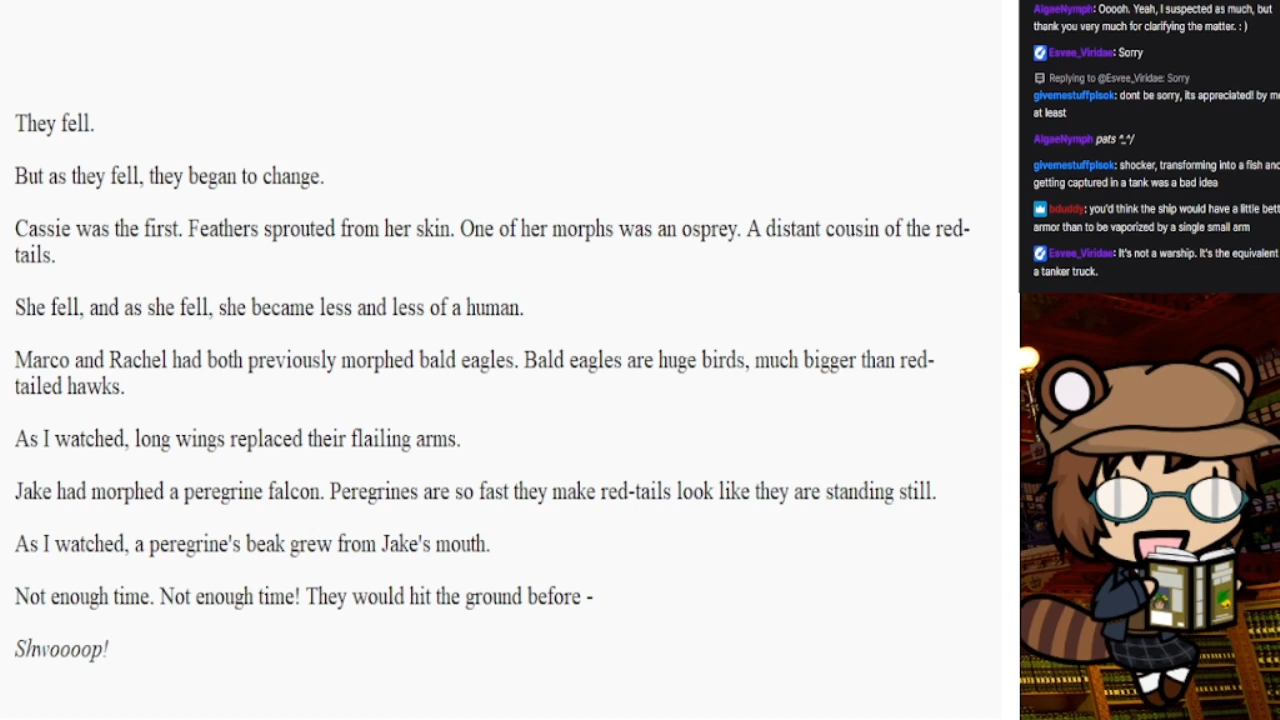 They fell.
But as they fell, they began to change.
Cassie was the first. Feathers sprouted from her skin. One of her morphs was an osprey. A distant cousin of the red-
tails.
She fell, and as she fell, she became less and less of a human.
Marco and Rachel had both previously morphed bald eagles. Bald eagles are huge birds, much bigger than red-
tailed hawks.
As I watched, long wings replaced their flailing arms.
Jake had morphed a peregrine falcon. Peregrines are so fast they make red-tails look like they are standing still.
As I watched, a peregrine's beak grew from Jake's mouth.
Not enough time. Not enough time! They would hit the ground before -
Shwoooop!
AlgaeNymph: Ooooh. Yeah, I suspected as much, but
thank you very much for clarifying the matter. : )
Esvee_Viridae: Sorry
Replying to @Esvee_Viridae: Sorry
givemestuffplsok: dont be sorry, its appreciated! by me
at least
AlgaeNymph pats ^_^/
givemestuffplsok: shocker, transforming into a fish and
getting captured in a tank was a bad idea
bduddy: you'd think the ship would have a little bett
armor than to be vaporized by a single small arm
Esvee_Viridae: It's not a warship. It's the equivalent
a tanker truck.